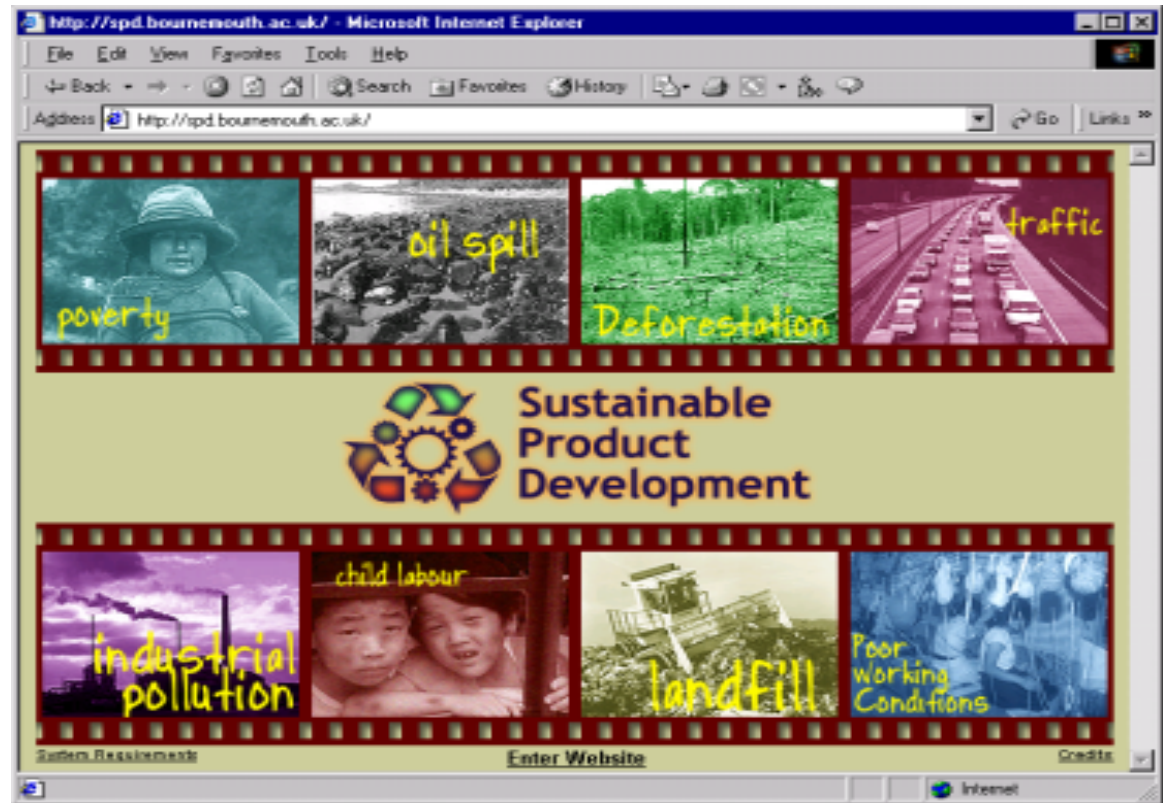 http://spd.bournemouth.ac.uk/ - Microsoft Internet Explorer
File Edit View Favorites Tools Help
Back Search Favorites History
Address http://spd.bournemouth.ac.uk/ Go Links »
poverty
oil spill
Deforestation
traffic
Sustainable
Product
Development
industrial
pollution
child labour
landfill
Poor
Working
Conditions
System Requirements Enter Website Credits
Internet